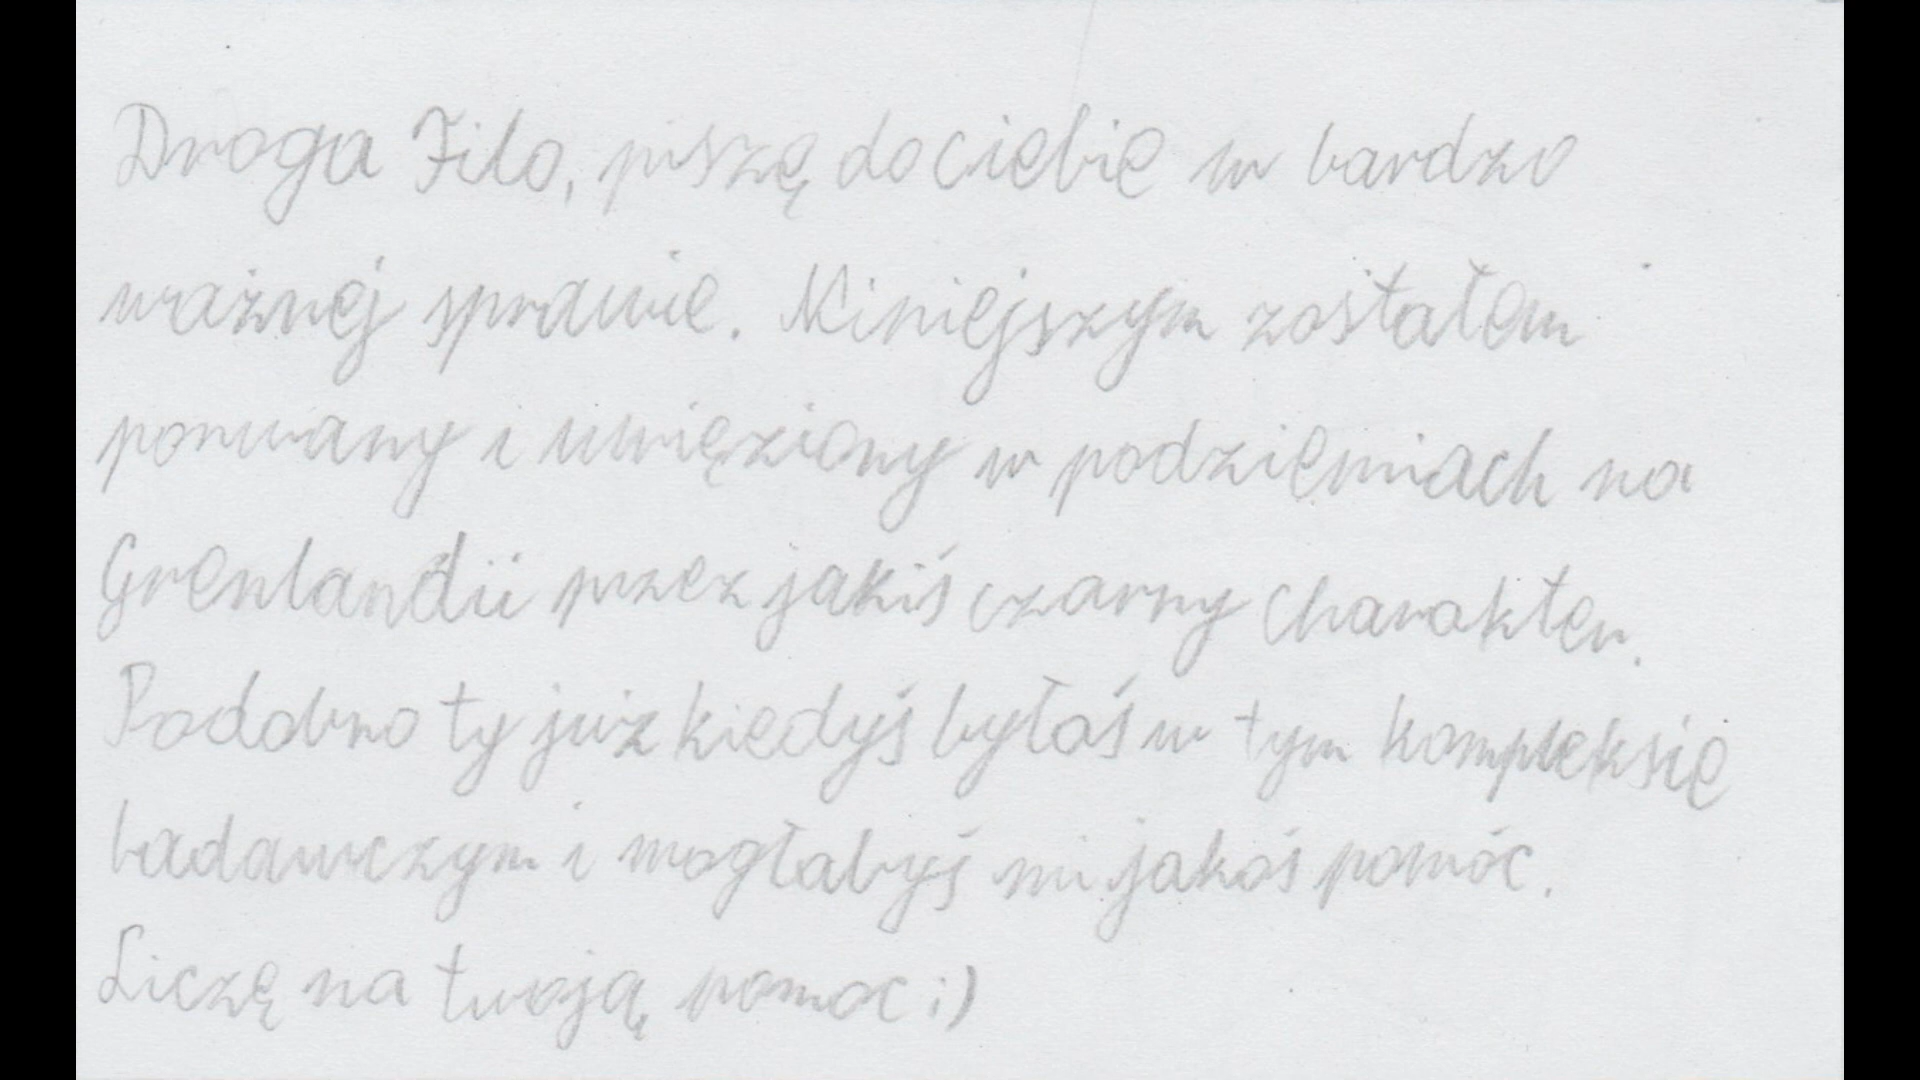 Droga Filo, piszę do ciebie w bardzo
ważnej sprawie. Niniejszym zostałem
porwany i uwięziony w podziemiach na
Grenlandii przez jakiś czarny charakter.
Podobno ty już kiedyś byłaś w tym kompleksie
badawczym i mogłabyś mi jakoś pomóc.
Liczę na twoją pomoc ;)